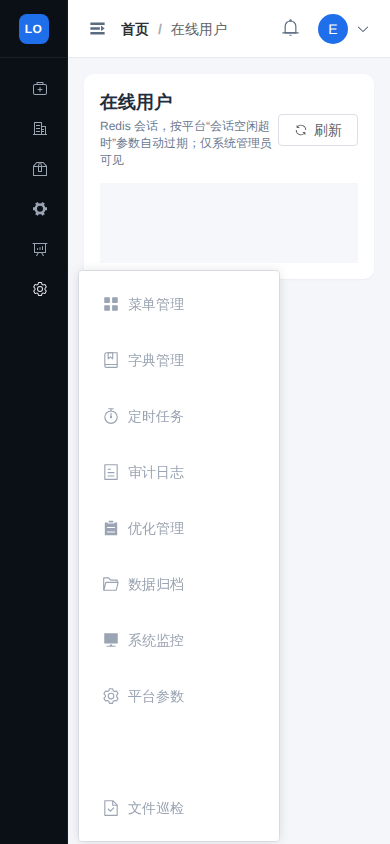 LO
首页 / 在线用户
E
在线用户
Redis 会话，按平台“会话空闲超
时”参数自动过期；仅系统管理员
可见
刷新
菜单管理
字典管理
定时任务
审计日志
优化管理
数据归档
系统监控
平台参数
文件巡检